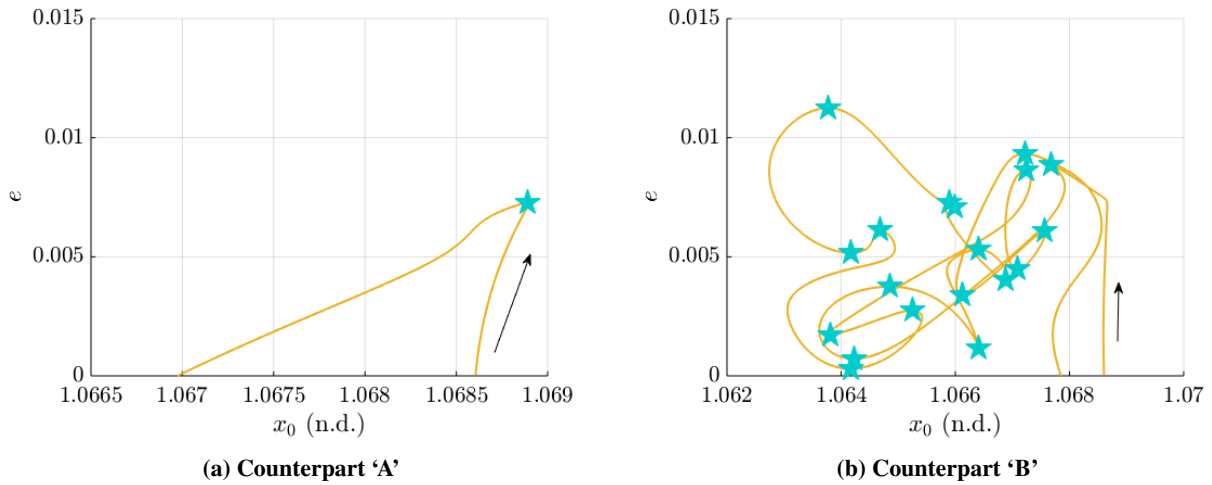 0.015
0.01
0.005
0
e
1.0665 1.067 1.0675 1.068 1.0685 1.069
x₀ (n.d.)
(a) Counterpart ‘A’
0.015
0.01
0.005
0
e
1.062 1.064 1.066 1.068 1.07
x₀ (n.d.)
(b) Counterpart ‘B’